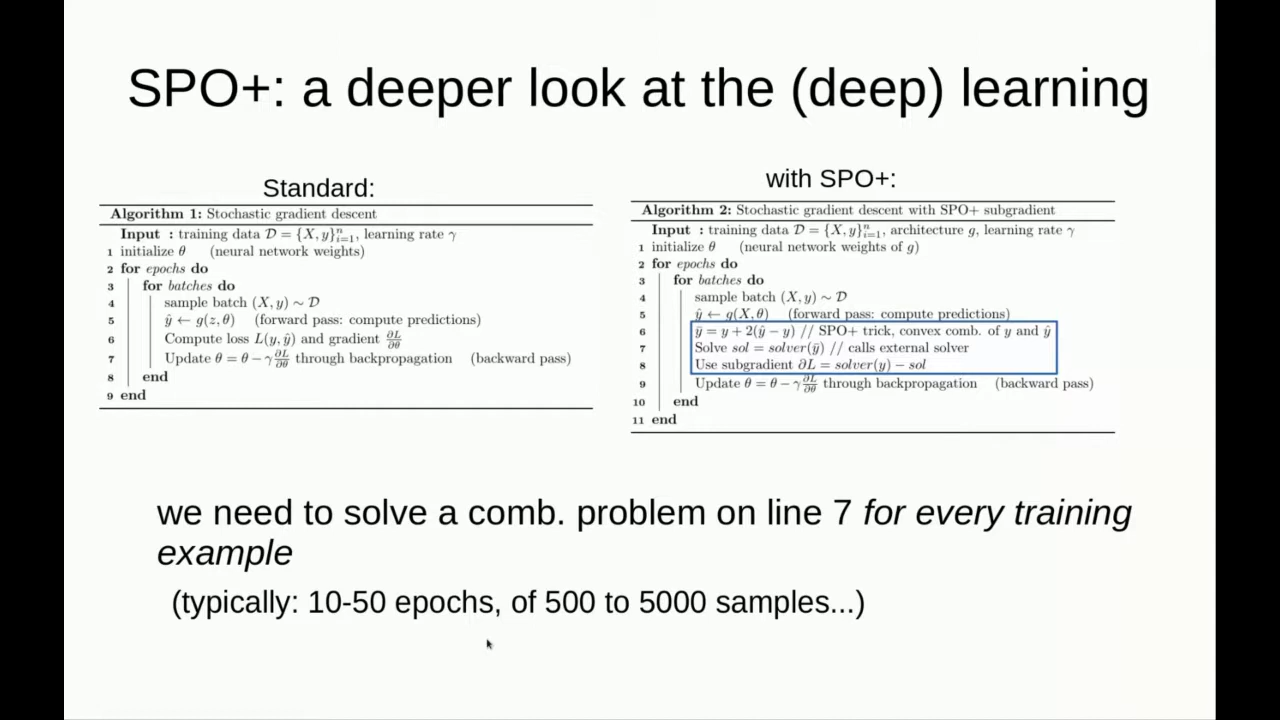 SPO+: a deeper look at the (deep) learning
Standard:
Algorithm 1: Stochastic gradient descent
Input : training data 𝒟 = {X, y}ⁿᵢ₌₁, learning rate γ
1 initialize θ (neural network weights)
2 for epochs do
3 for batches do
4 sample batch (X, y) ∼ 𝒟
5 ŷ ← g(z, θ) (forward pass: compute predictions)
6 Compute loss L(y, ŷ) and gradient ∂L/∂θ
7 Update θ = θ − γ ∂L/∂θ through backpropagation (backward pass)
8 end
9 end
with SPO+:
Algorithm 2: Stochastic gradient descent with SPO+ subgradient
Input : training data 𝒟 = {X, y}ⁿᵢ₌₁, architecture g, learning rate γ
1 initialize θ (neural network weights of g)
2 for epochs do
3 for batches do
4 sample batch (X, y) ∼ 𝒟
5 ŷ ← g(X, θ) (forward pass: compute predictions)
6 ỹ = y + 2(ŷ − y) // SPO+ trick, convex comb. of y and ŷ
7 Solve sol = solver(ỹ) // calls external solver
8 Use subgradient ∂L = solver(y) − sol
9 Update θ = θ − γ ∂L/∂θ through backpropagation (backward pass)
10 end
11 end
we need to solve a comb. problem on line 7 for every training
example
(typically: 10-50 epochs, of 500 to 5000 samples...)